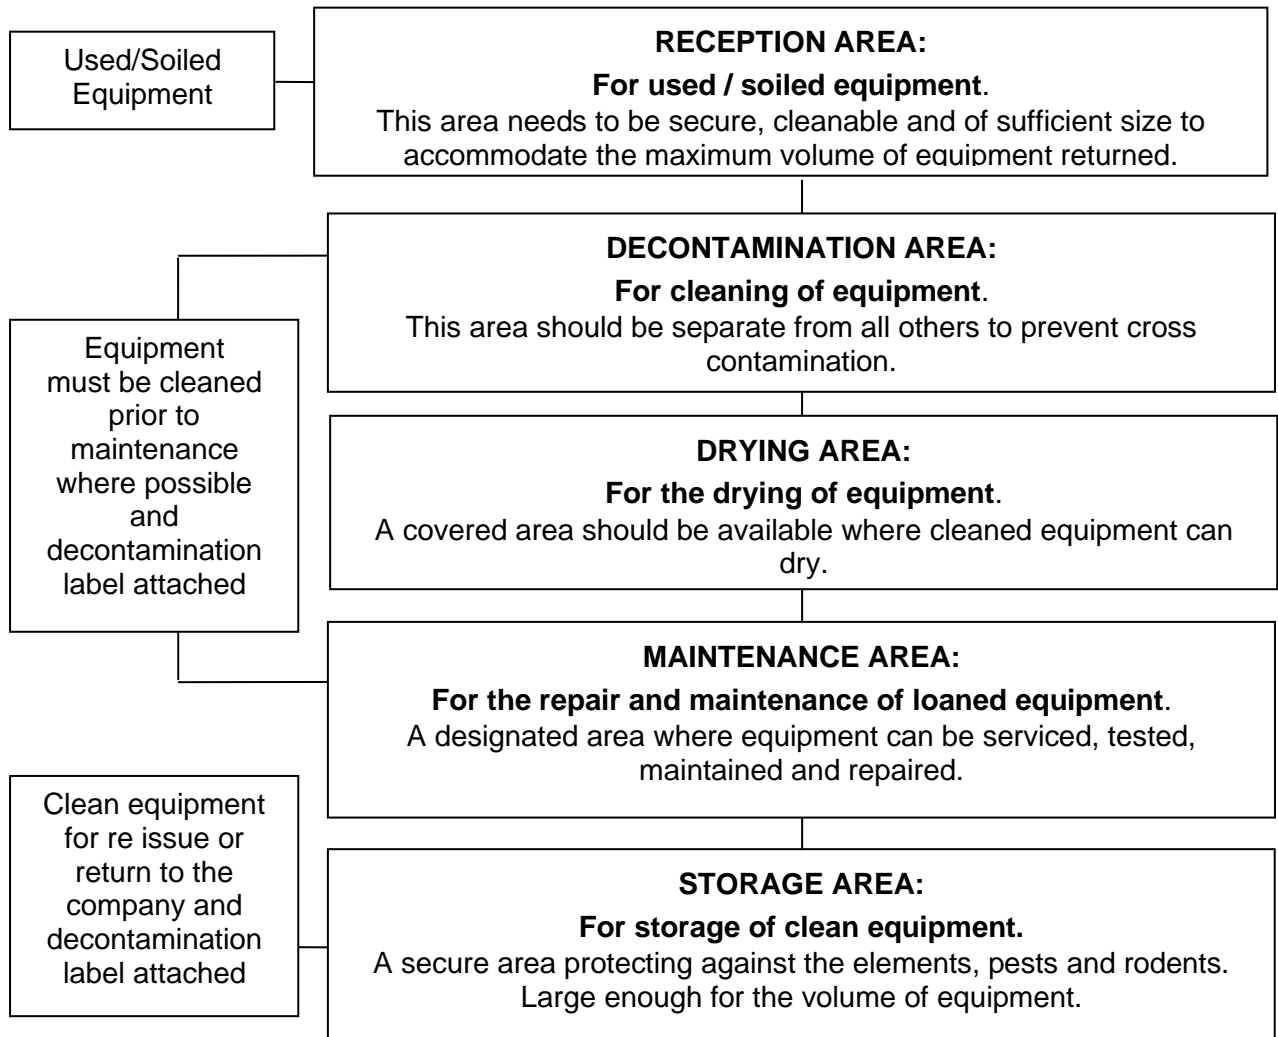 Used/Soiled
Equipment
RECEPTION AREA:
For used / soiled equipment.
This area needs to be secure, cleanable and of sufficient size to
accommodate the maximum volume of equipment returned.
DECONTAMINATION AREA:
For cleaning of equipment.
This area should be separate from all others to prevent cross
contamination.
Equipment
must be cleaned
prior to
maintenance
where possible
and
decontamination
label attached
DRYING AREA:
For the drying of equipment.
A covered area should be available where cleaned equipment can
dry.
MAINTENANCE AREA:
For the repair and maintenance of loaned equipment.
A designated area where equipment can be serviced, tested,
maintained and repaired.
Clean equipment
for re issue or
return to the
company and
decontamination
label attached
STORAGE AREA:
For storage of clean equipment.
A secure area protecting against the elements, pests and rodents.
Large enough for the volume of equipment.